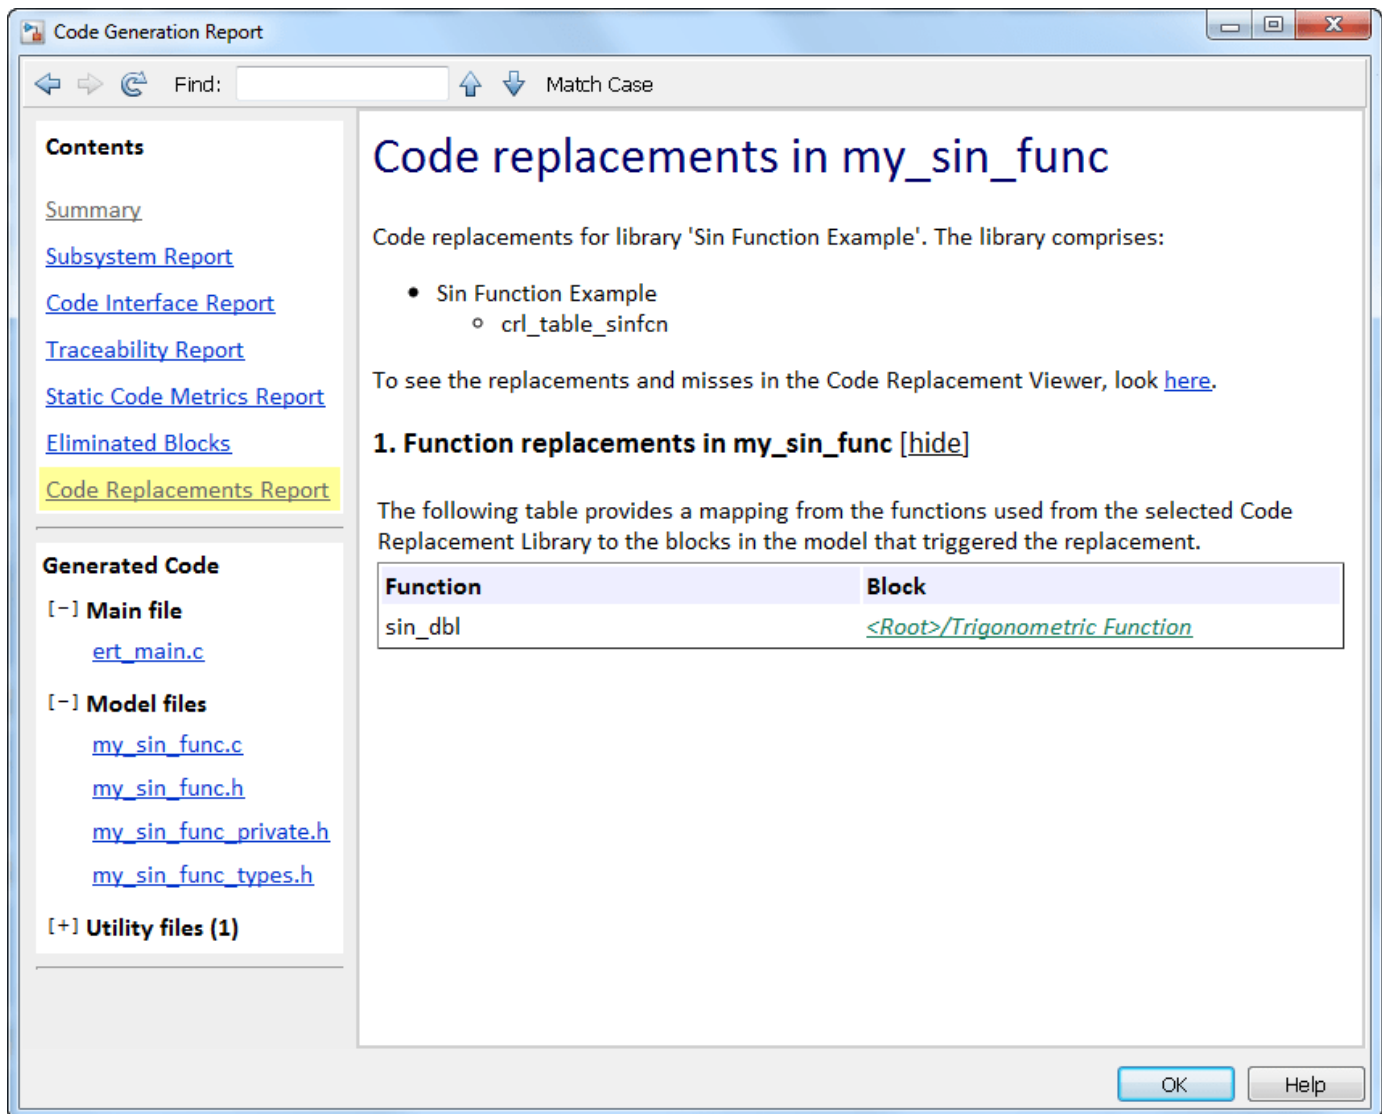 Code Generation Report
Find:
Match Case
Contents
Summary
Subsystem Report
Code Interface Report
Traceability Report
Static Code Metrics Report
Eliminated Blocks
Code Replacements Report
Generated Code
[-] Main file
ert_main.c
[-] Model files
my_sin_func.c
my_sin_func.h
my_sin_func_private.h
my_sin_func_types.h
[+] Utility files (1)
Code replacements in my_sin_func
Code replacements for library 'Sin Function Example'. The library comprises:
Sin Function Example
crl_table_sinfcn
To see the replacements and misses in the Code Replacement Viewer, look here.
1. Function replacements in my_sin_func [hide]
The following table provides a mapping from the functions used from the selected Code
Replacement Library to the blocks in the model that triggered the replacement.
Function Block
sin_dbl <Root>/Trigonometric Function
OK Help